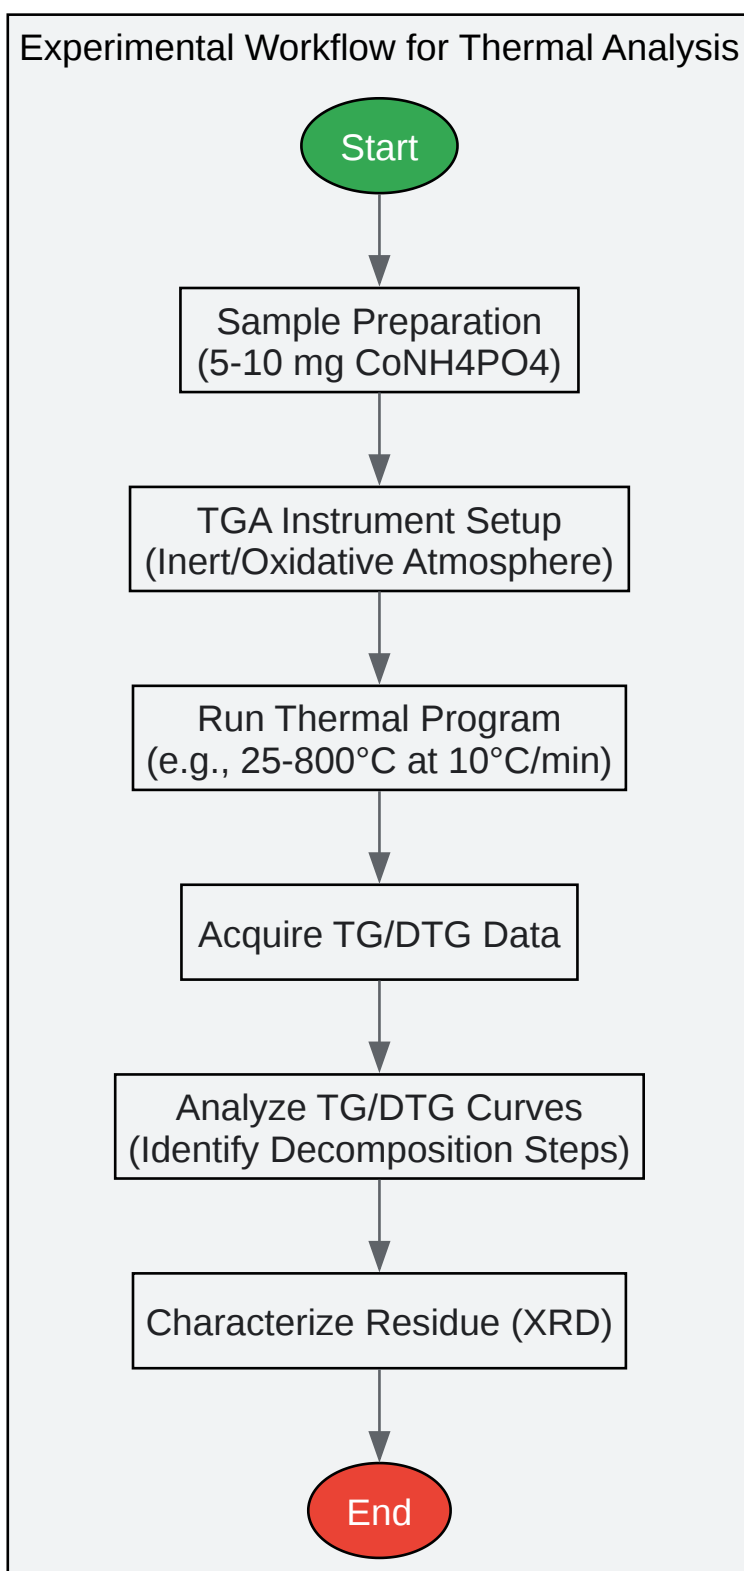 Experimental Workflow for Thermal Analysis
Start
Sample Preparation
(5-10 mg CoNH4PO4)
TGA Instrument Setup
(Inert/Oxidative Atmosphere)
Run Thermal Program
(e.g., 25-800°C at 10°C/min)
Acquire TG/DTG Data
Analyze TG/DTG Curves
(Identify Decomposition Steps)
Characterize Residue (XRD)
End